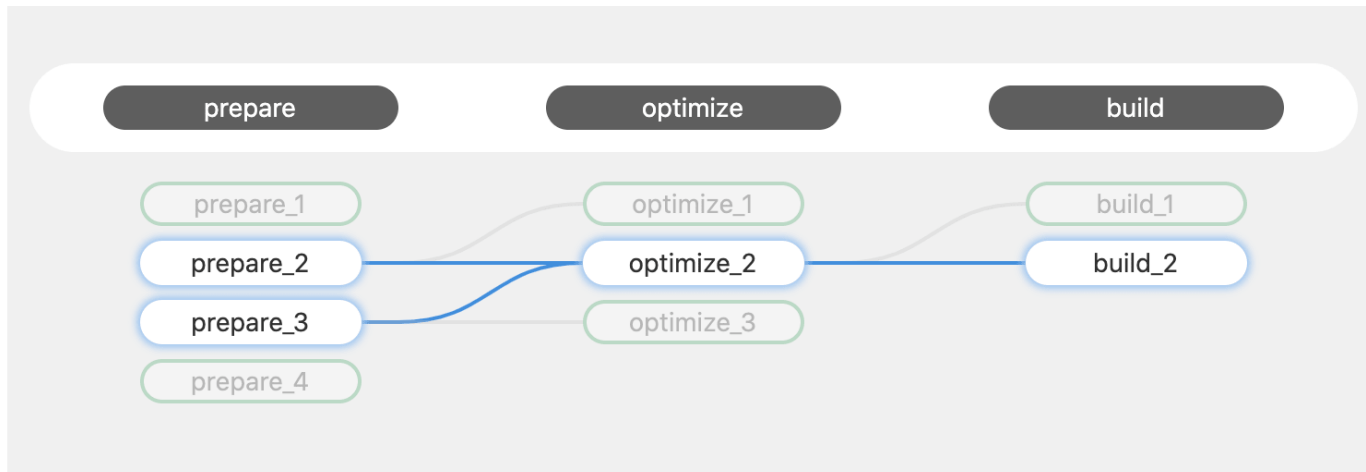 prepare optimize build
prepare_1 optimize_1 build_1
prepare_2 optimize_2 build_2
prepare_3 optimize_3
prepare_4